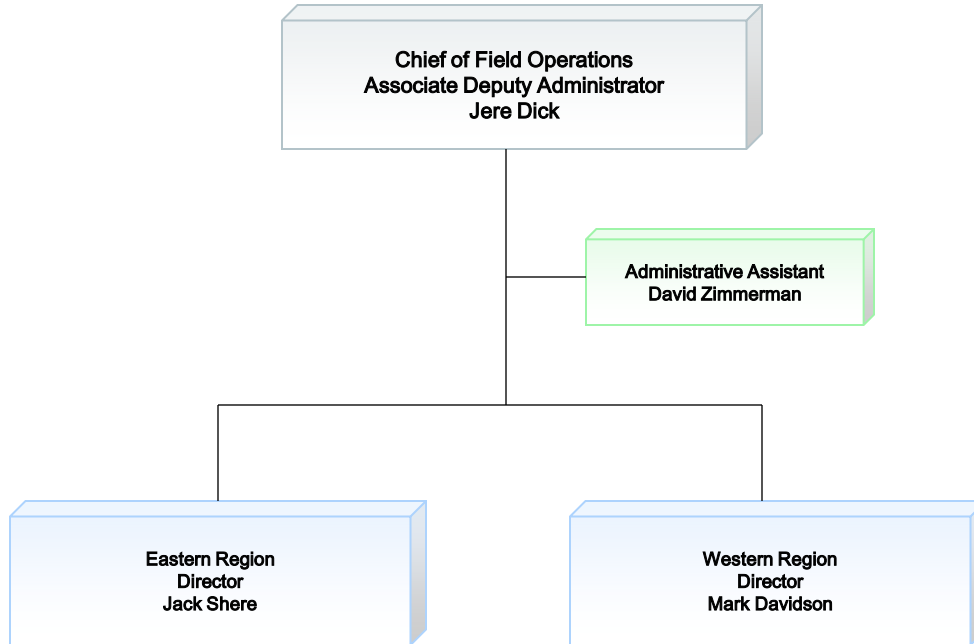 Chief of Field Operations
Associate Deputy Administrator
Jere Dick
Administrative Assistant
David Zimmerman
Eastern Region
Director
Jack Shere
Western Region
Director
Mark Davidson